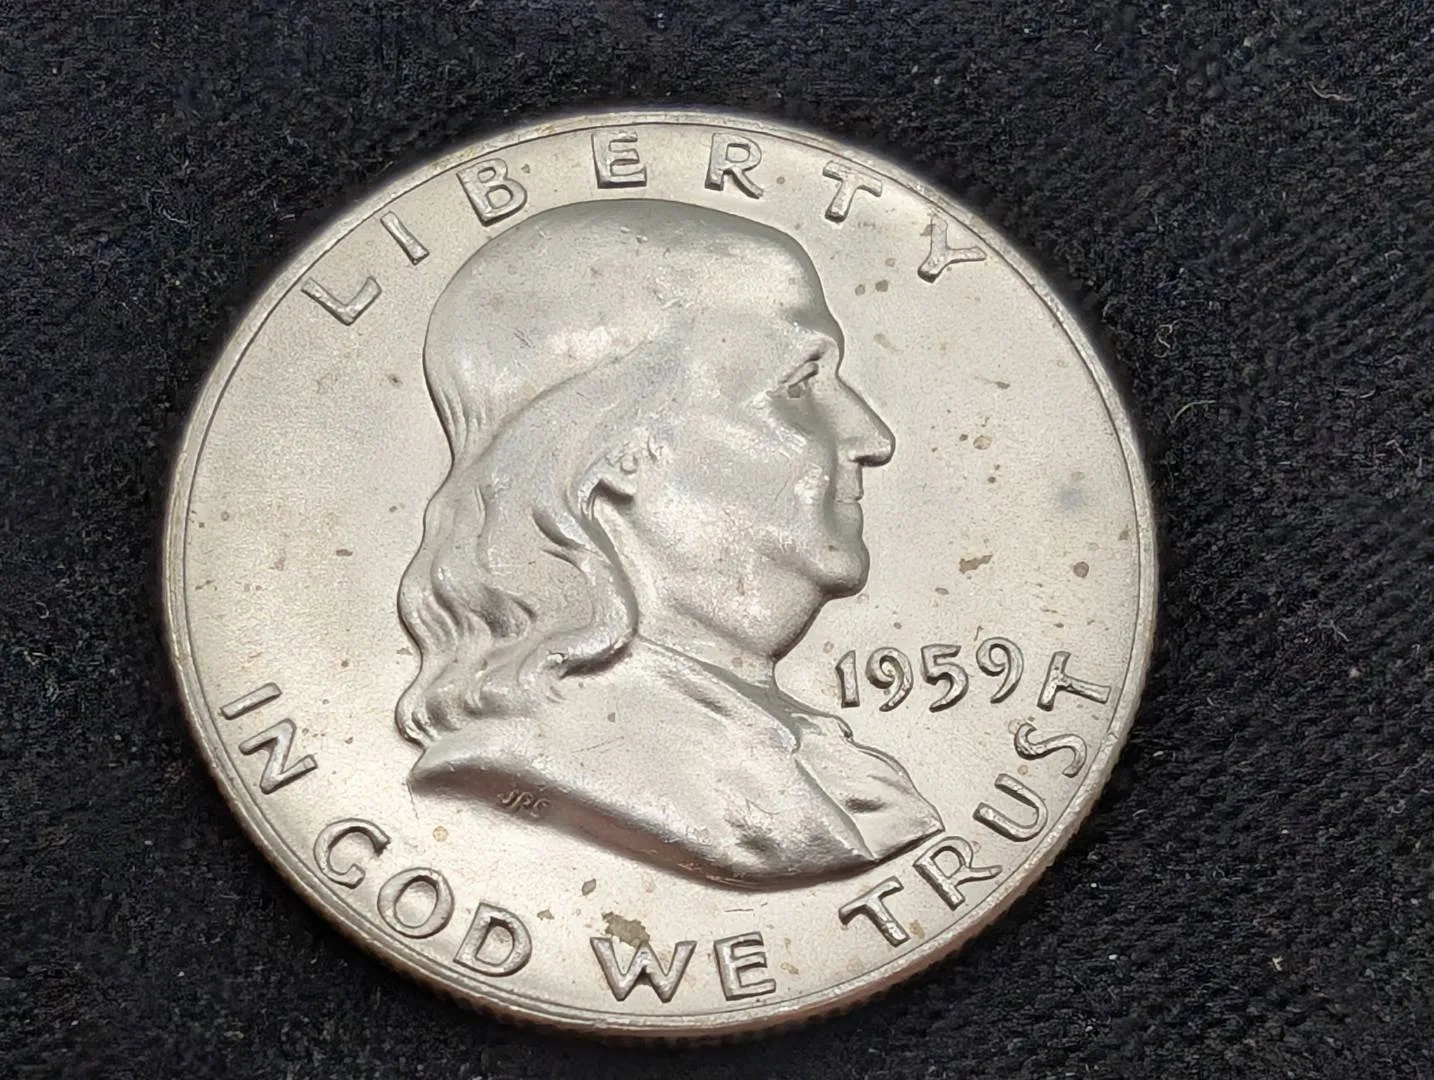 LIBERTY
1959
IN GOD WE TRUST
JRS